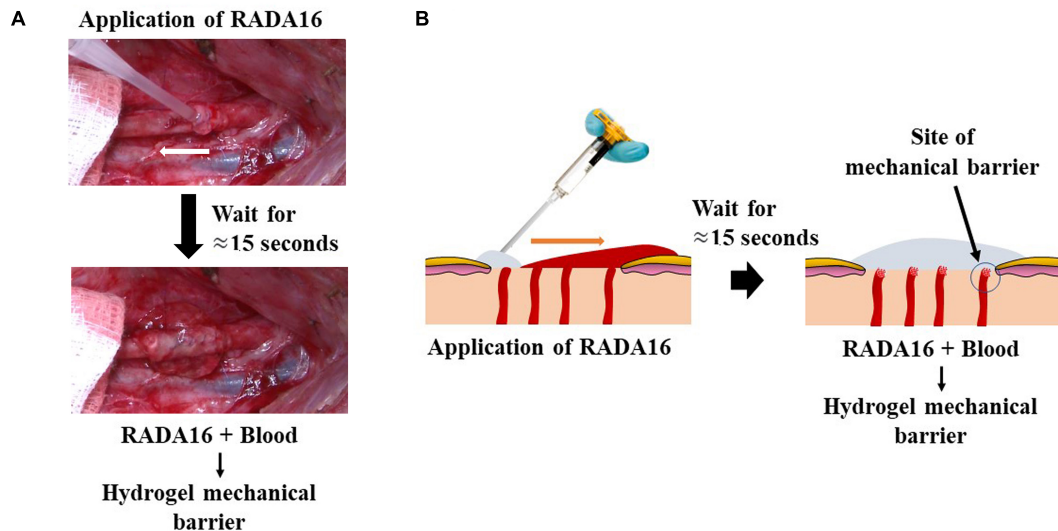 A
Application of RADA16
Wait for
≈15 seconds
RADA16 + Blood
Hydrogel mechanical
barrier
B
Application of RADA16
Wait for
≈15 seconds
Site of
mechanical barrier
RADA16 + Blood
Hydrogel mechanical
barrier